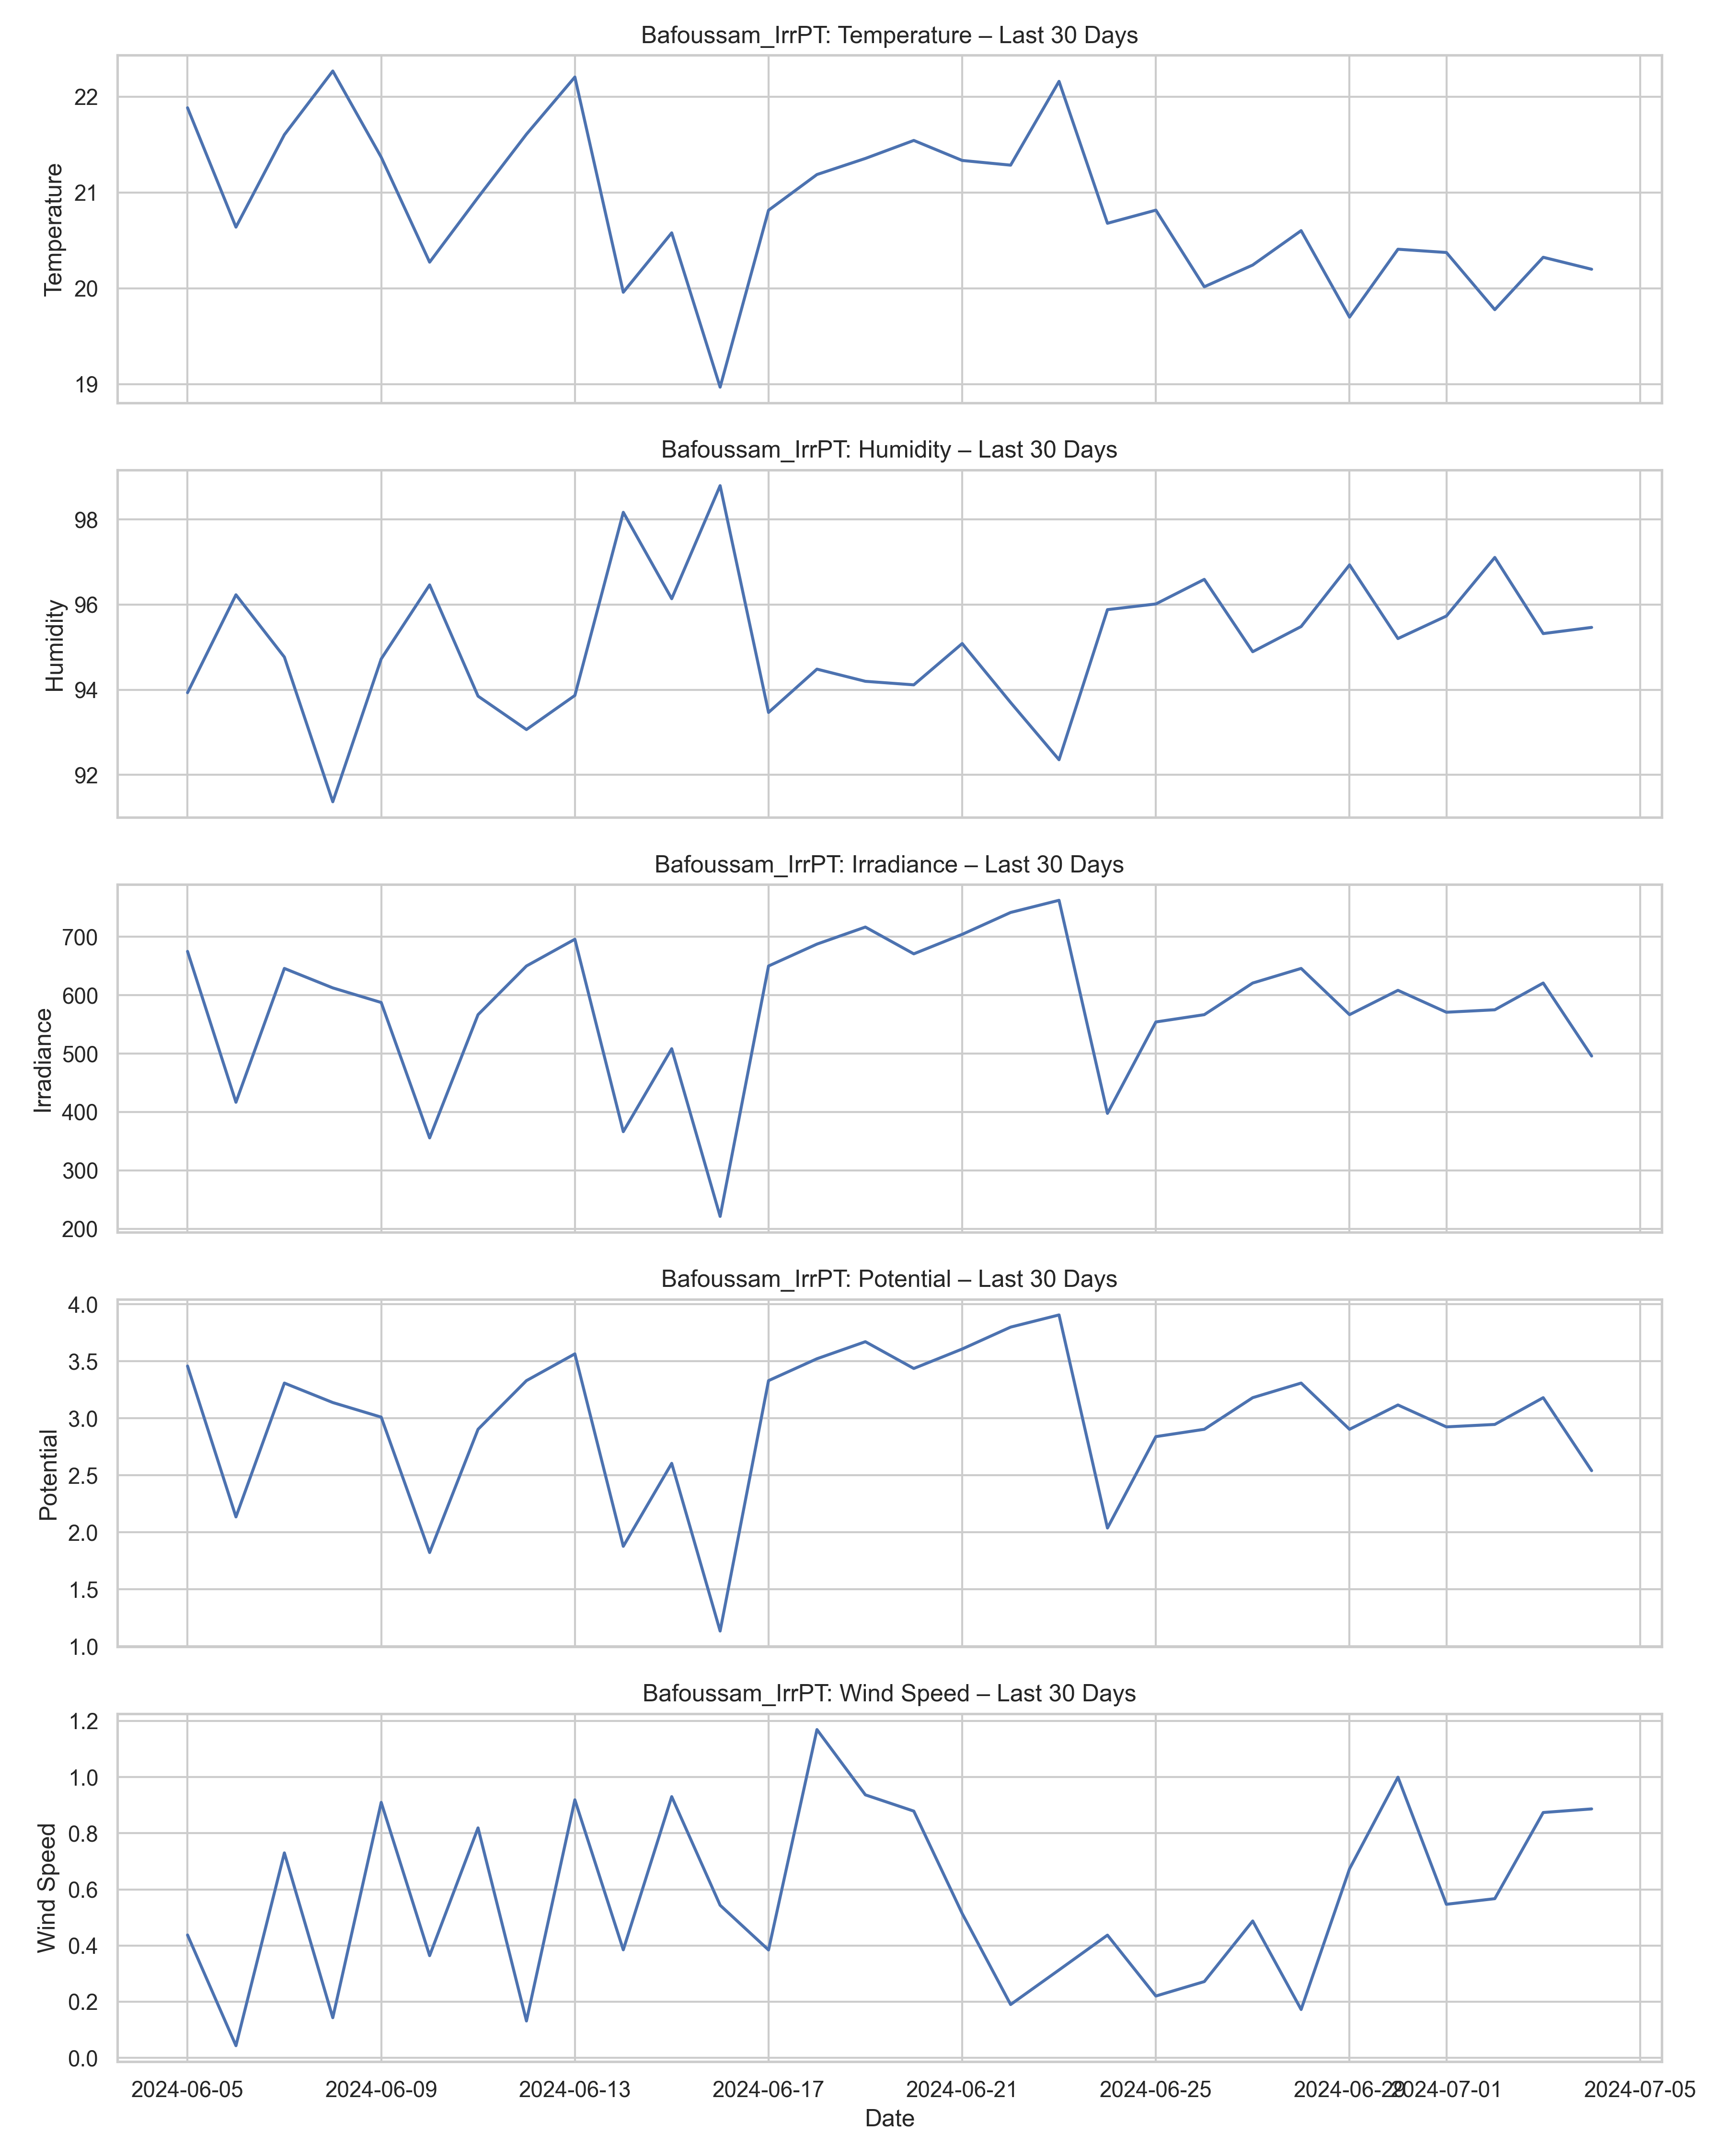 Bafoussam_IrrPT: Temperature – Last 30 Days
22
21
20
19
Temperature
Bafoussam_IrrPT: Humidity – Last 30 Days
98
96
94
92
Humidity
Bafoussam_IrrPT: Irradiance – Last 30 Days
700
600
500
400
300
200
Irradiance
Bafoussam_IrrPT: Potential – Last 30 Days
4.0
3.5
3.0
2.5
2.0
1.5
1.0
Potential
Bafoussam_IrrPT: Wind Speed – Last 30 Days
1.2
1.0
0.8
0.6
0.4
0.2
0.0
Wind Speed
2024-06-05 2024-06-09 2024-06-13 2024-06-17 2024-06-21 2024-06-25 2024-06-29 2024-07-01 2024-07-05
Date